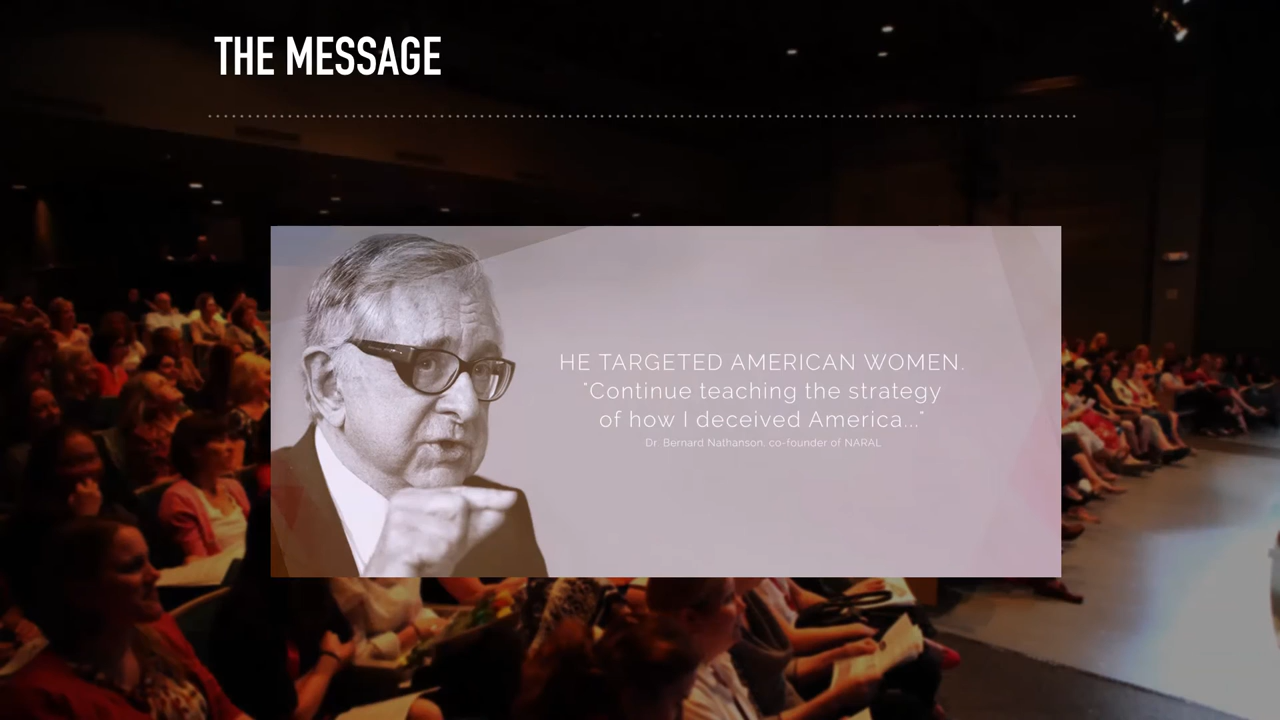 THE MESSAGE
HE TARGETED AMERICAN WOMEN.
"Continue teaching the strategy
of how I deceived America..."
Dr. Bernard Nathanson, co-founder of NARAL